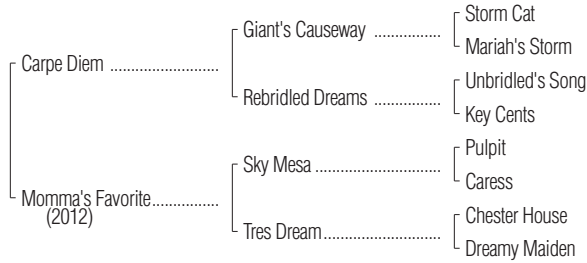 Storm Cat
Giant's Causeway ..................
Mariah's Storm
Carpe Diem .........................
Unbridled's Song
Rebridled Dreams .................
Key Cents
Pulpit
Sky Mesa .............................
Caress
Momma's Favorite ...............
(2012)
Chester House
Tres Dream ...........................
Dreamy Maiden